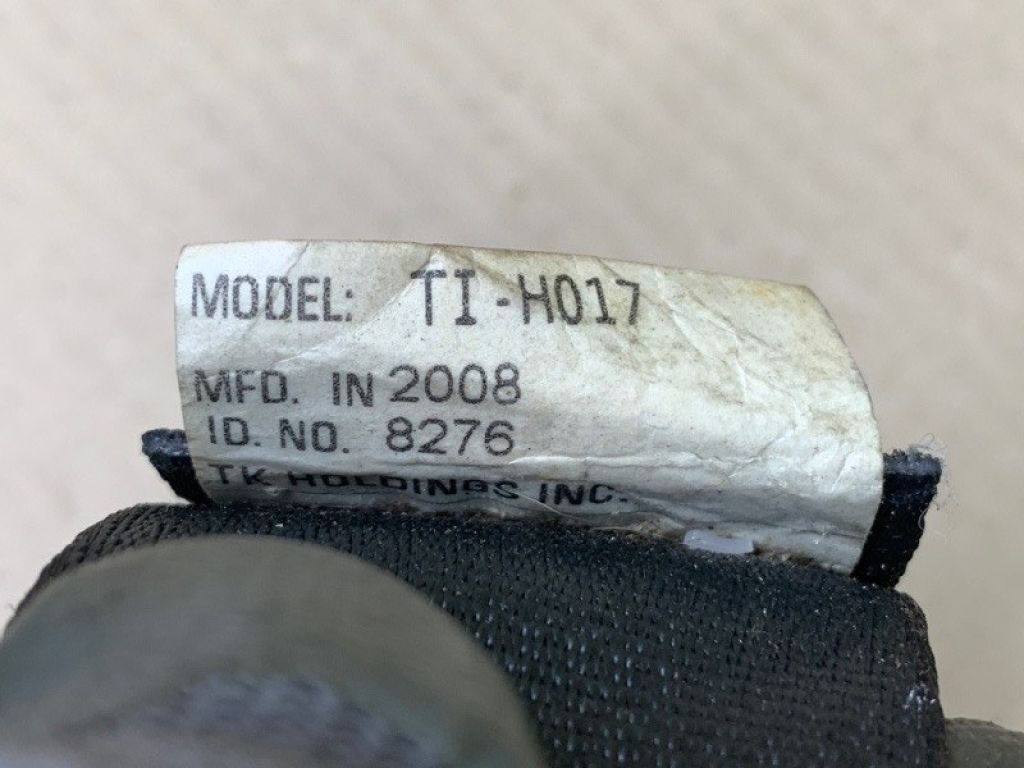 MODEL: TI-H017
MFD. IN 2008
ID. NO. 8276
TK HOLDINGS INC.